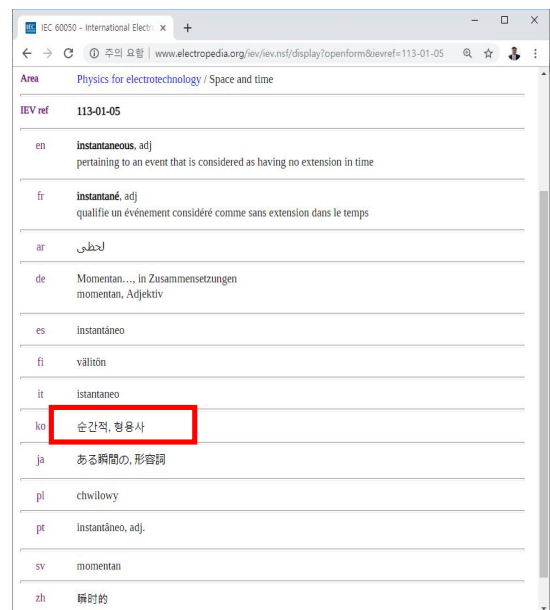 IEC 60050 - International Electr
주의 요함 | www.electropedia.org/iev/iev.nsf/display?openform&ievref=113-01-05
Area Physics for electrotechnology / Space and time
IEV ref 113-01-05
en instantaneous, adj
pertaining to an event that is considered as having no extension in time
fr instantané, adj
qualifie un événement considéré comme sans extension dans le temps
ar لحظى
de Momentan…, in Zusammensetzungen
momentan, Adjektiv
es instantáneo
fi välitön
it istantaneo
ko 순간적, 형용사
ja ある瞬間の, 形容詞
pl chwilowy
pt instantâneo, adj.
sv momentan
zh 瞬时的